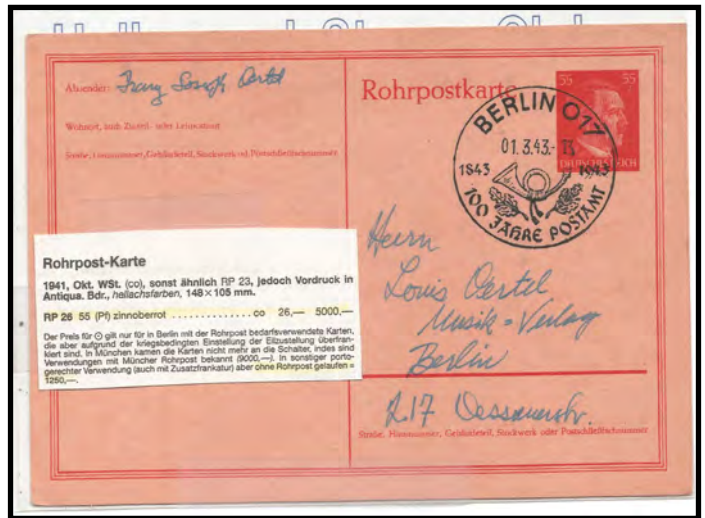 Absender: Franz Joseph Oertel
Wohnort, auch Zustell- oder Leitpostamt
Straße, Hausnummer, Gebäudeteil, Stockwerk od. Postschließfachnummer
Rohrpostkarte
55 55
DEUTSCHES REICH
BERLIN O17
01.3.43.-
1843 1943
100 JAHRE POSTAMT
Herrn
Louis Oertel
Musik=Verlag
Berlin
Straße, Hausnummer, Gebäudeteil, Stockwerk oder Postschließfachnummer
Rohrpost-Karte
1941, Okt. WSt. (co), sonst ähnlich RP 23, jedoch Vordruck in
Antiqua. Bdr., hellachsfarben, 148×105 mm.
RP 26 55 (Pf) zinnoberrot ................ co 26,— 5000.—
Der Preis für ⊙ gilt nur für in Berlin mit der Rohrpost bedarfsverwendete Karten,
die aber aufgrund der kriegsbedingten Einstellung der Eilzustellung überfran-
kiert sind. In München kamen die Karten nicht mehr an die Schalter, indes sind
Verwendungen mit Müncher Rohrpost bekannt (9000,—). In sonstiger porto-
gerechter Verwendung (auch mit Zusatzfrankatur) aber ohne Rohrpost gelaufen =
1250,—.